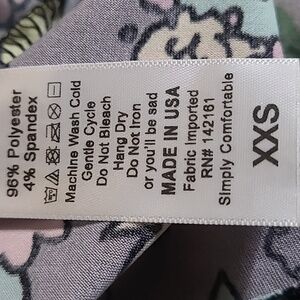 96% Polyester
4% Spandex
Machine Wash Cold
Gentle Cycle
Do Not Bleach
Hang Dry
Do Not Iron
or you'll be sad
MADE IN USA
Fabric Imported
RN# 142161
Simply Comfortable
XXS